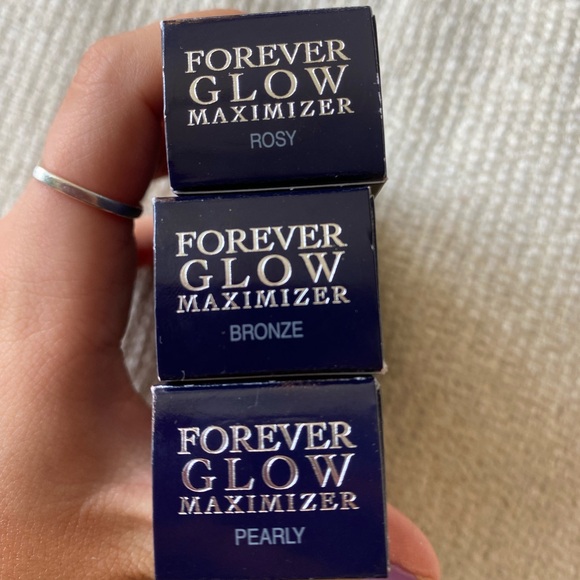 FOREVER
GLOW
MAXIMIZER
ROSY
FOREVER
GLOW
MAXIMIZER
BRONZE
FOREVER
GLOW
MAXIMIZER
PEARLY